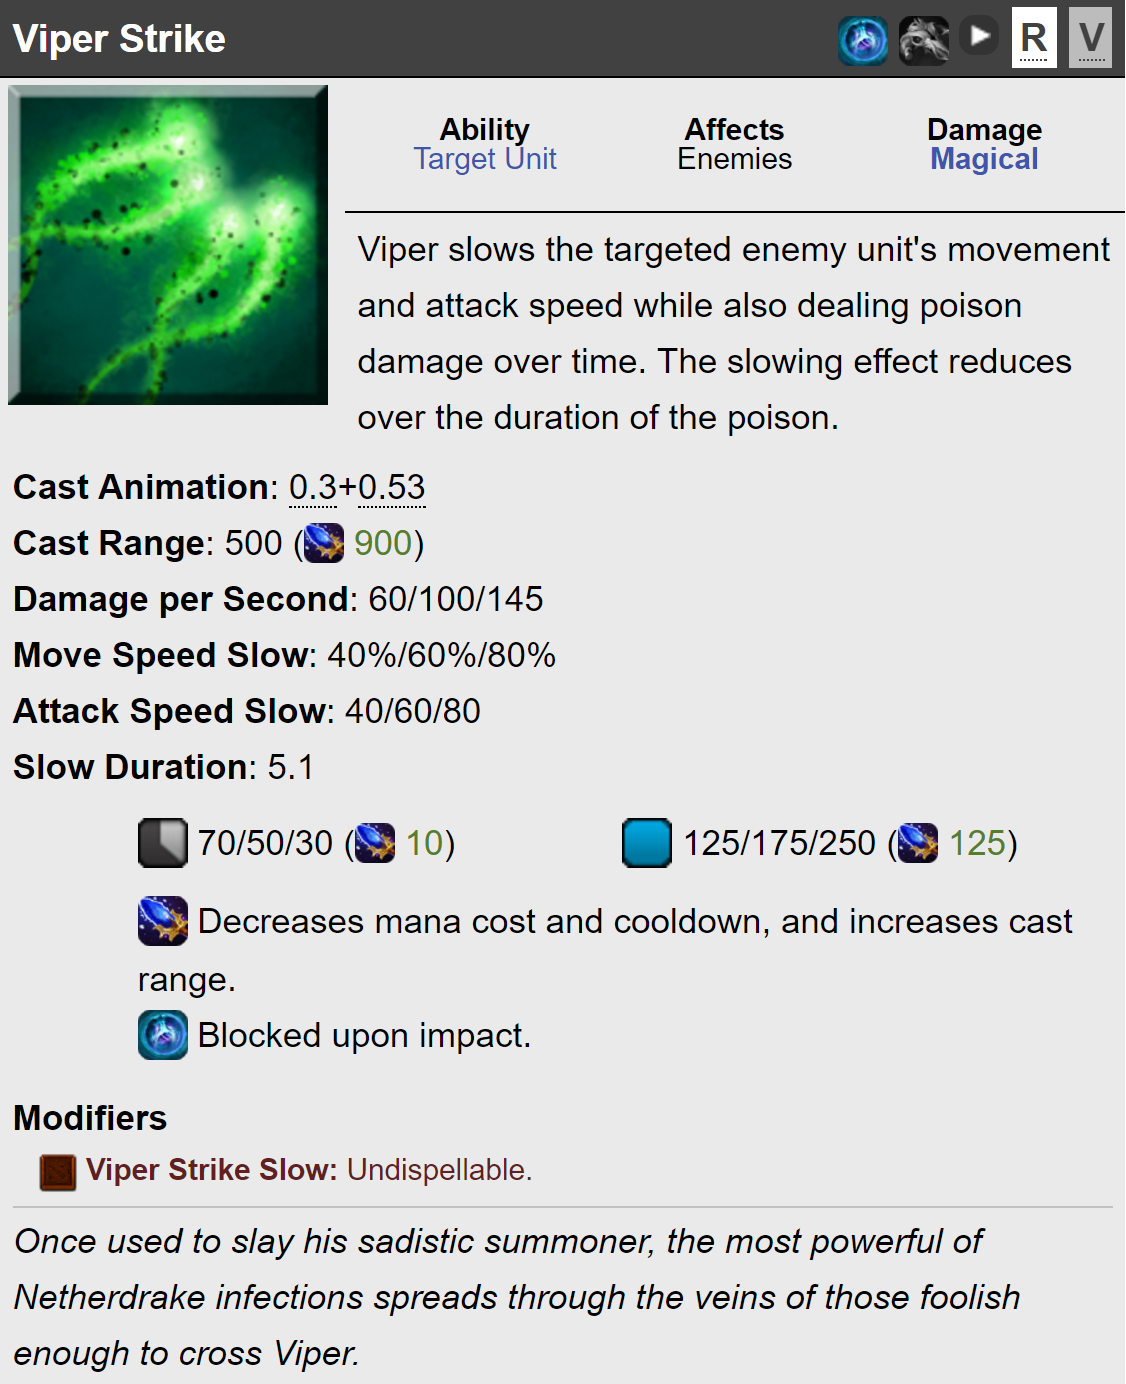 Viper Strike
R
V
Ability
Target Unit
Affects
Enemies
Damage
Magical
Viper slows the targeted enemy unit's movement
and attack speed while also dealing poison
damage over time. The slowing effect reduces
over the duration of the poison.
Cast Animation: 0.3+0.53
Cast Range: 500 ( 900)
Damage per Second: 60/100/145
Move Speed Slow: 40%/60%/80%
Attack Speed Slow: 40/60/80
Slow Duration: 5.1
70/50/30 ( 10)
125/175/250 ( 125)
Decreases mana cost and cooldown, and increases cast
range.
Blocked upon impact.
Modifiers
Viper Strike Slow: Undispellable.
Once used to slay his sadistic summoner, the most powerful of
Netherdrake infections spreads through the veins of those foolish
enough to cross Viper.